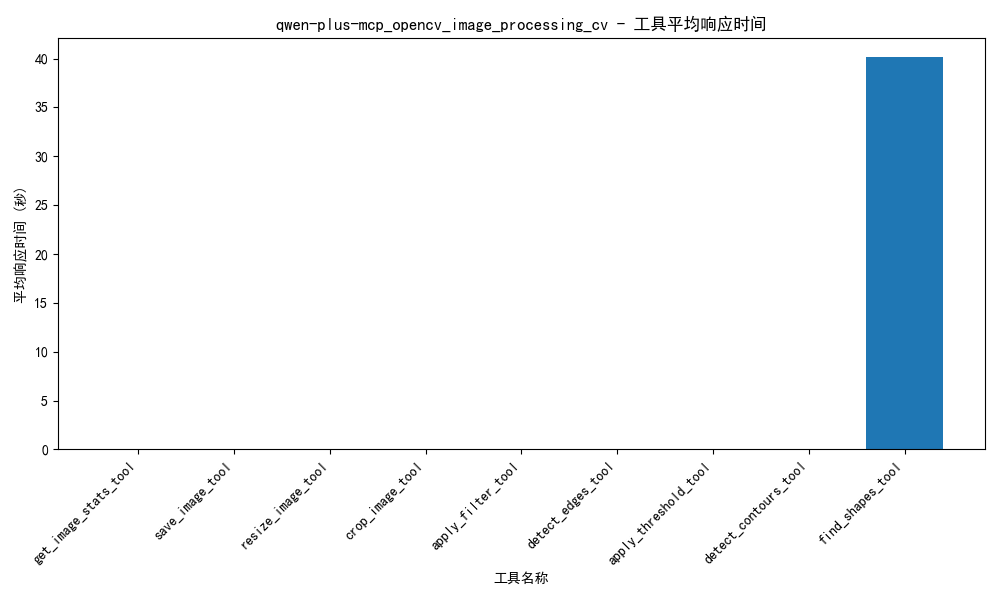 qwen-plus-mcp_opencv_image_processing_cv - 工具平均响应时间
平均响应时间 (秒)
40
35
30
25
20
15
10
5
0
get_image_stats_tool
save_image_tool
resize_image_tool
crop_image_tool
apply_filter_tool
detect_edges_tool
apply_threshold_tool
detect_contours_tool
find_shapes_tool
工具名称